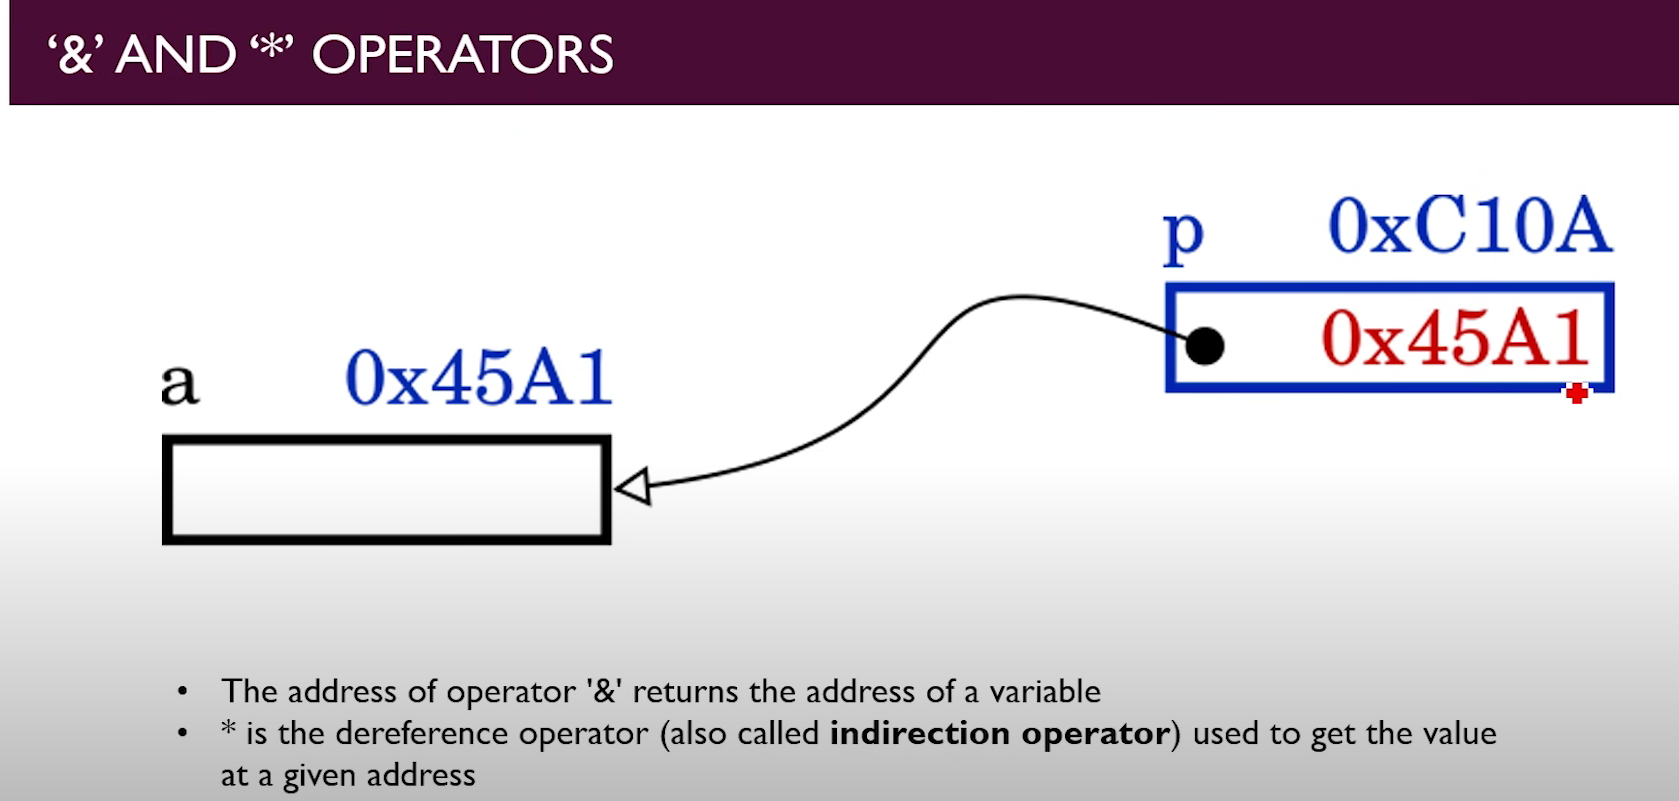 ‘&’ AND ‘*’ OPERATORS
p 0xC10A
0x45A1
a 0x45A1
• The address of operator '&' returns the address of a variable
• * is the dereference operator (also called indirection operator) used to get the value
at a given address